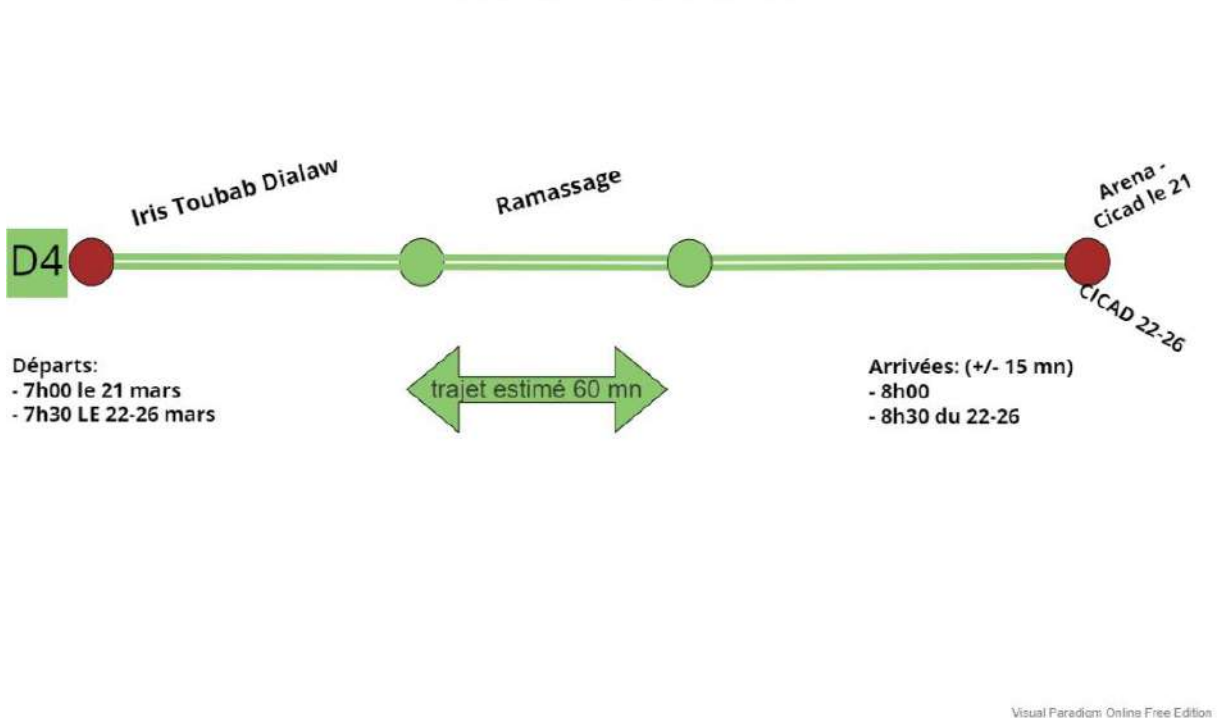 Iris Toubab Dialaw
Ramassage
Arena -
Cicad le 21
D4
CICAD 22-26
Départs:
- 7h00 le 21 mars
- 7h30 LE 22-26 mars
trajet estimé 60 mn
Arrivées: (+/- 15 mn)
- 8h00
- 8h30 du 22-26
Visual Paradigm Online Free Edition